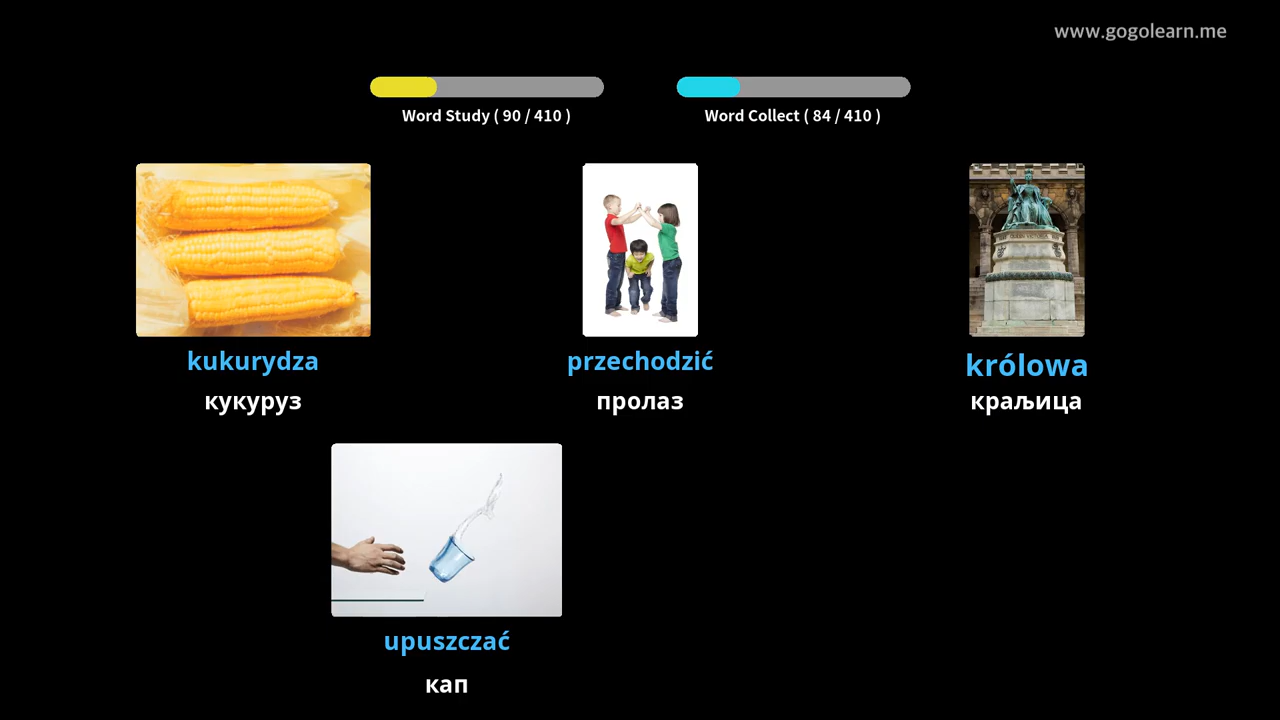 www.gogolearn.me
Word Study ( 90 / 410 )
Word Collect ( 84 / 410 )
kukurydza
кукуруз
przechodzić
пролаз
królowa
краљица
upuszczać
кап